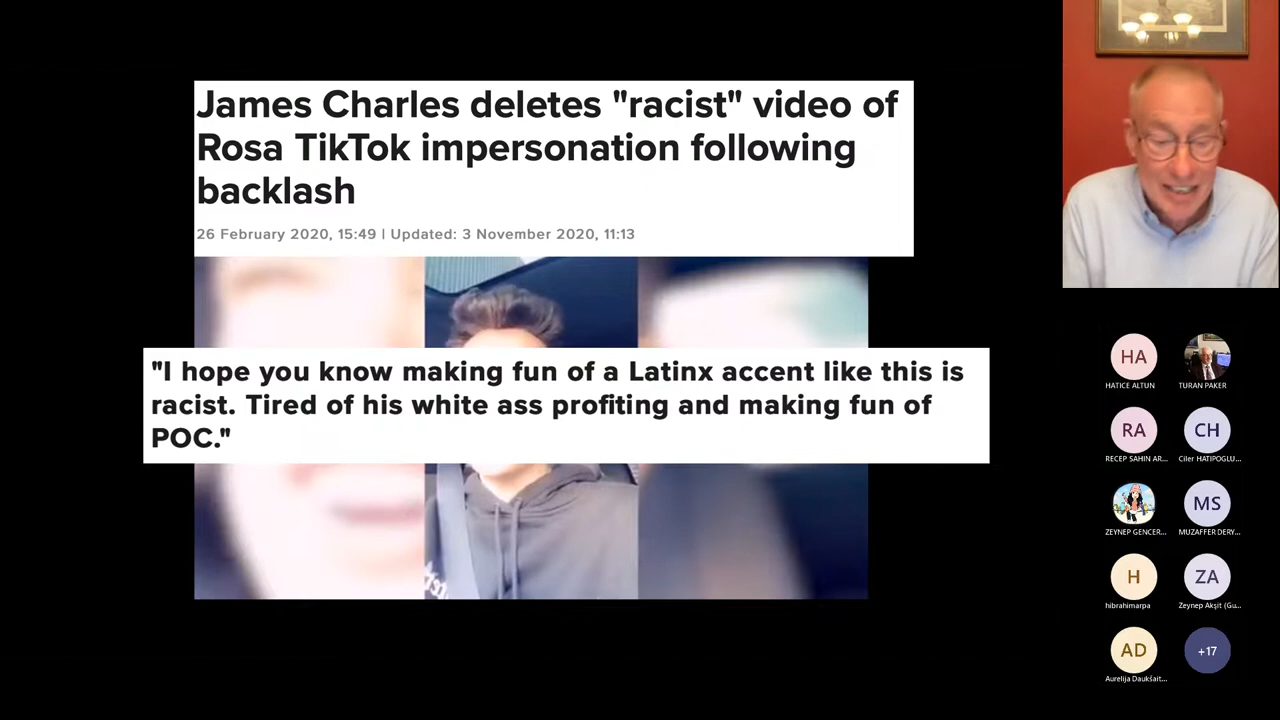 James Charles deletes "racist" video of
Rosa TikTok impersonation following
backlash
26 February 2020, 15:49 | Updated: 3 November 2020, 11:13
"I hope you know making fun of a Latinx accent like this is
racist. Tired of his white ass profiting and making fun of
POC."
HA
HATICE ALTUN
TURAN PAKER
RA
RECEP SAHIN AR...
CH
Ciler HATIPOGLU...
ZEYNEP GENCER...
MS
MUZAFFER DERY...
H
hibrahimarpa
ZA
Zeynep Akşit (Gu...
AD
Aurelija Daukšait...
+17